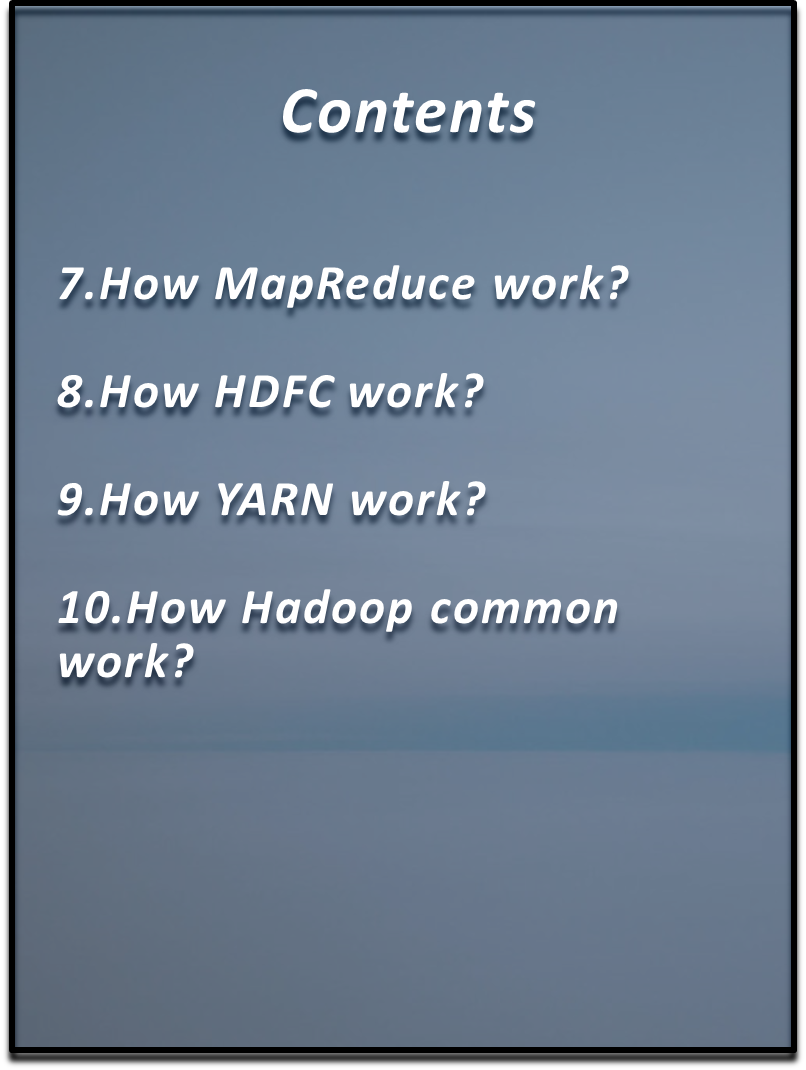 Contents
7.How MapReduce work?
8.How HDFC work?
9.How YARN work?
10.How Hadoop common
work?